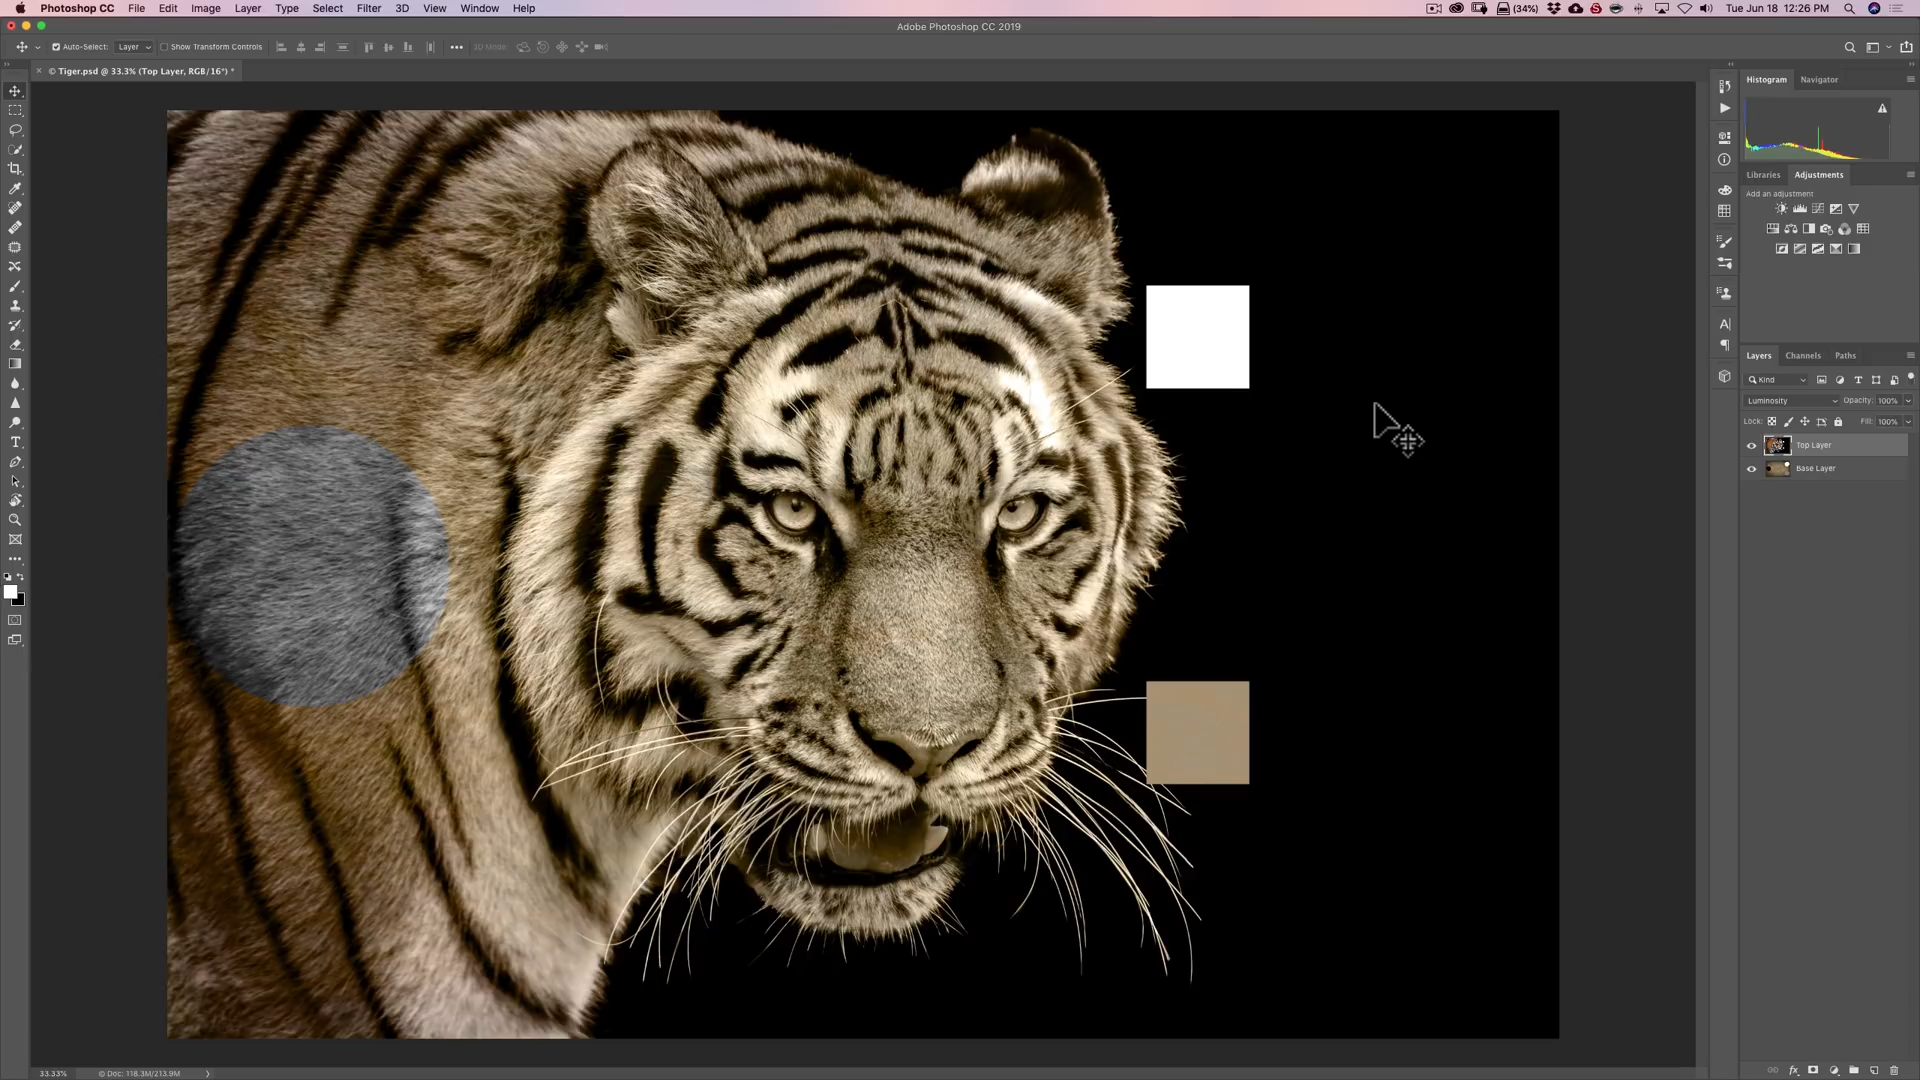 Photoshop CC File Edit Image Layer Type Select Filter 3D View Window Help (34%) Tue Jun 18 12:26 PM
Adobe Photoshop CC 2019
Auto-Select: Layer Show Transform Controls 3D Mode:
× © Tiger.psd @ 33.3% (Top Layer, RGB/16*) *
Histogram Navigator
Libraries Adjustments
Add an adjustment
Layers Channels Paths
Kind
Luminosity Opacity: 100%
Lock: Fill: 100%
Top Layer
Base Layer
33.33% © Doc: 118.3M/213.9M